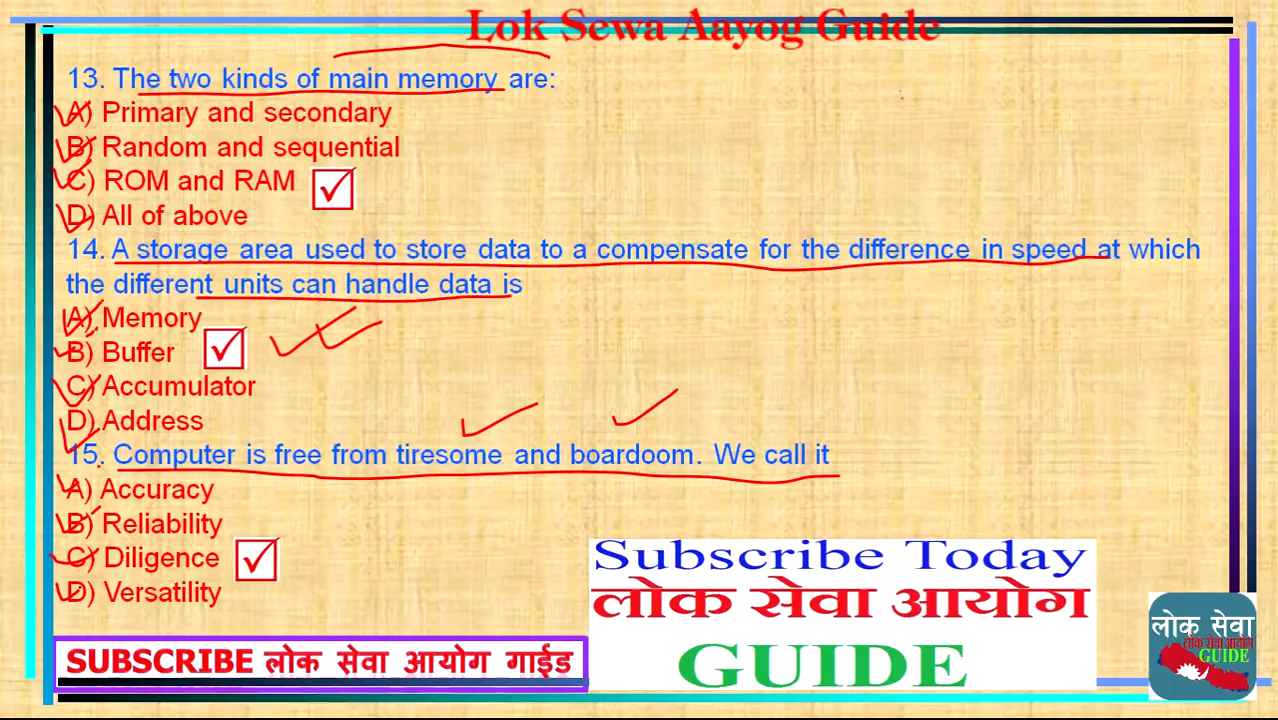 Lok Sewa Aayog Guide
13. The two kinds of main memory are:
A) Primary and secondary
B) Random and sequential
C) ROM and RAM
D) All of above
14. A storage area used to store data to a compensate for the difference in speed at which
the different units can handle data is
A) Memory
B) Buffer
C) Accumulator
D) Address
15. Computer is free from tiresome and boardoom. We call it
A) Accuracy
B) Reliability
C) Diligence
D) Versatility
Subscribe Today
लोक सेवा आयोग
GUIDE
SUBSCRIBE लोक सेवा आयोग गाईड
लोक सेवा
लोक सेवा आयोग
GUIDE